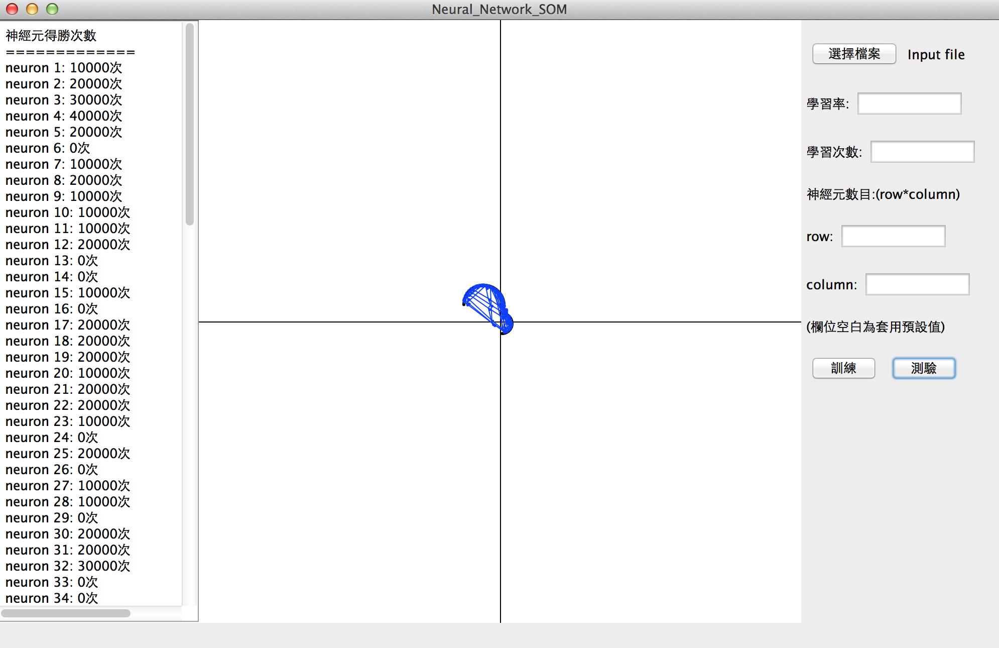 Neural_Network_SOM
神經元得勝次數
=============
neuron 1: 10000次
neuron 2: 20000次
neuron 3: 30000次
neuron 4: 40000次
neuron 5: 20000次
neuron 6: 0次
neuron 7: 10000次
neuron 8: 20000次
neuron 9: 10000次
neuron 10: 10000次
neuron 11: 10000次
neuron 12: 20000次
neuron 13: 0次
neuron 14: 0次
neuron 15: 10000次
neuron 16: 0次
neuron 17: 20000次
neuron 18: 20000次
neuron 19: 20000次
neuron 20: 10000次
neuron 21: 20000次
neuron 22: 20000次
neuron 23: 10000次
neuron 24: 0次
neuron 25: 20000次
neuron 26: 0次
neuron 27: 10000次
neuron 28: 10000次
neuron 29: 0次
neuron 30: 20000次
neuron 31: 20000次
neuron 32: 30000次
neuron 33: 0次
neuron 34: 0次
選擇檔案 Input file
學習率:
學習次數:
神經元數目:(row*column)
row:
column:
(欄位空白為套用預設值)
訓練 測驗